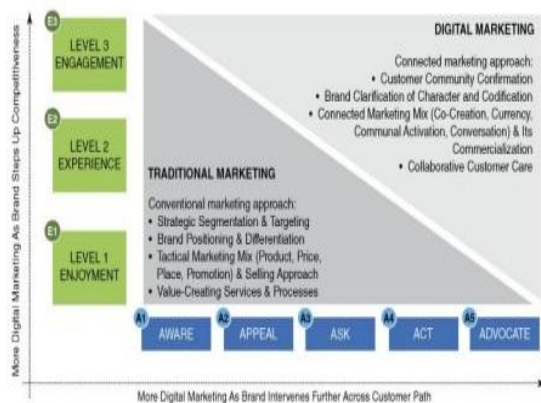 More Digital Marketing As Brand Steps Up Competitiveness
E3
LEVEL 3
ENGAGEMENT
E2
LEVEL 2
EXPERIENCE
E1
LEVEL 1
ENJOYMENT
DIGITAL MARKETING
Connected marketing approach:
• Customer Community Confirmation
• Brand Clarification of Character and Codification
• Connected Marketing Mix (Co-Creation, Currency,
Communal Activation, Conversation) & Its
Commercialization
• Collaborative Customer Care
TRADITIONAL MARKETING
Conventional marketing approach:
• Strategic Segmentation & Targeting
• Brand Positioning & Differentiation
• Tactical Marketing Mix (Product, Price,
Place, Promotion) & Selling Approach
• Value-Creating Services & Processes
A1
AWARE
A2
APPEAL
A3
ASK
A4
ACT
A5
ADVOCATE
More Digital Marketing As Brand Intervenes Further Across Customer Path